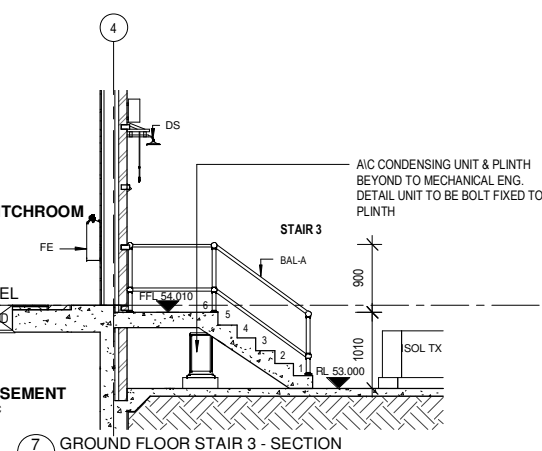 4
DS
A\C CONDENSING UNIT & PLINTH
BEYOND TO MECHANICAL ENG.
DETAIL UNIT TO BE BOLT FIXED TO
PLINTH
TCHROOM
STAIR 3
FE
BAL-A
900
EL
FFL 54.010
6
5
4
3
2
1
1010
ISOL TX
RL 53.000
SEMENT
7 GROUND FLOOR STAIR 3 - SECTION